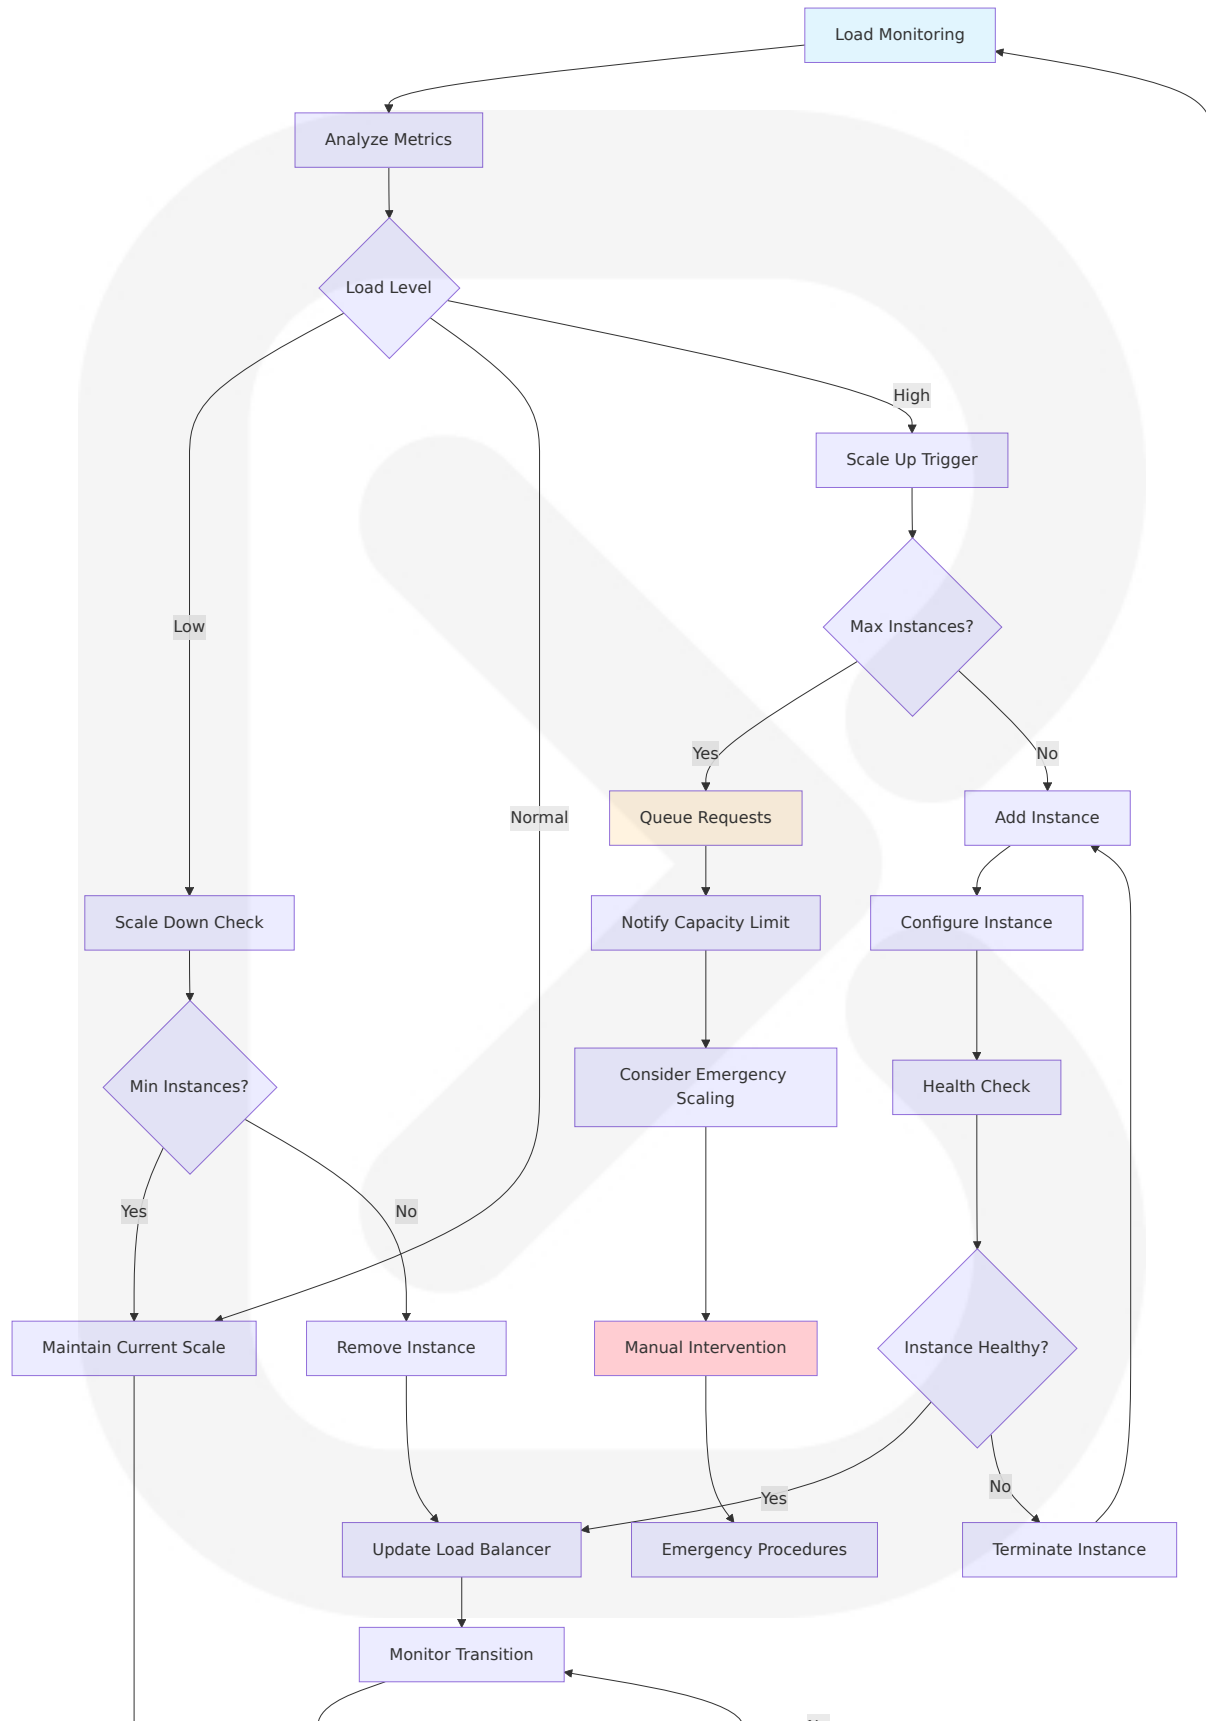 Load Monitoring
Analyze Metrics
Load Level
High
Scale Up Trigger
Low
Max Instances?
Yes
No
Normal
Queue Requests
Add Instance
Scale Down Check
Notify Capacity Limit
Configure Instance
Min Instances?
Consider Emergency
Scaling
Health Check
Yes
No
Maintain Current Scale
Remove Instance
Manual Intervention
Instance Healthy?
Yes
No
Update Load Balancer
Emergency Procedures
Terminate Instance
Monitor Transition